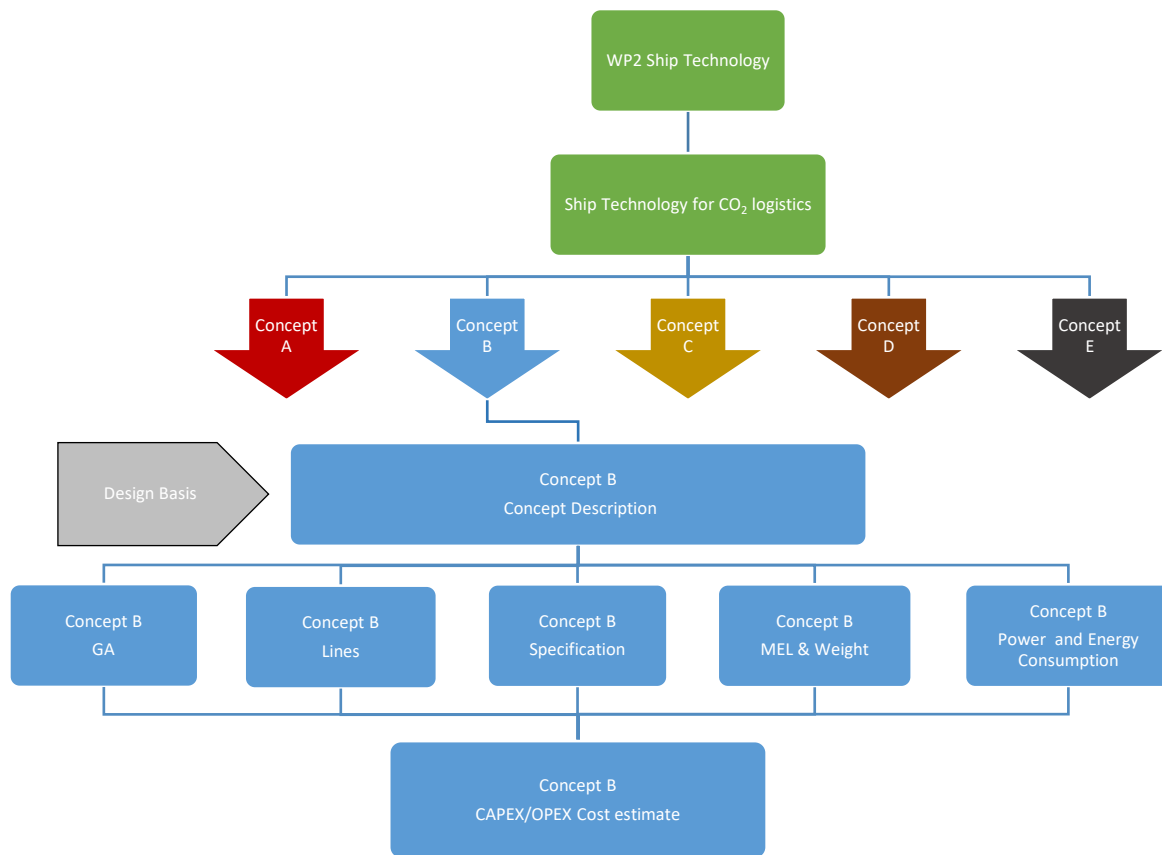 WP2 Ship Technology
Ship Technology for CO₂ logistics
Concept
A
Concept
B
Concept
C
Concept
D
Concept
E
Design Basis
Concept B
Concept Description
Concept B
GA
Concept B
Lines
Concept B
Specification
Concept B
MEL & Weight
Concept B
Power and Energy
Consumption
Concept B
CAPEX/OPEX Cost estimate